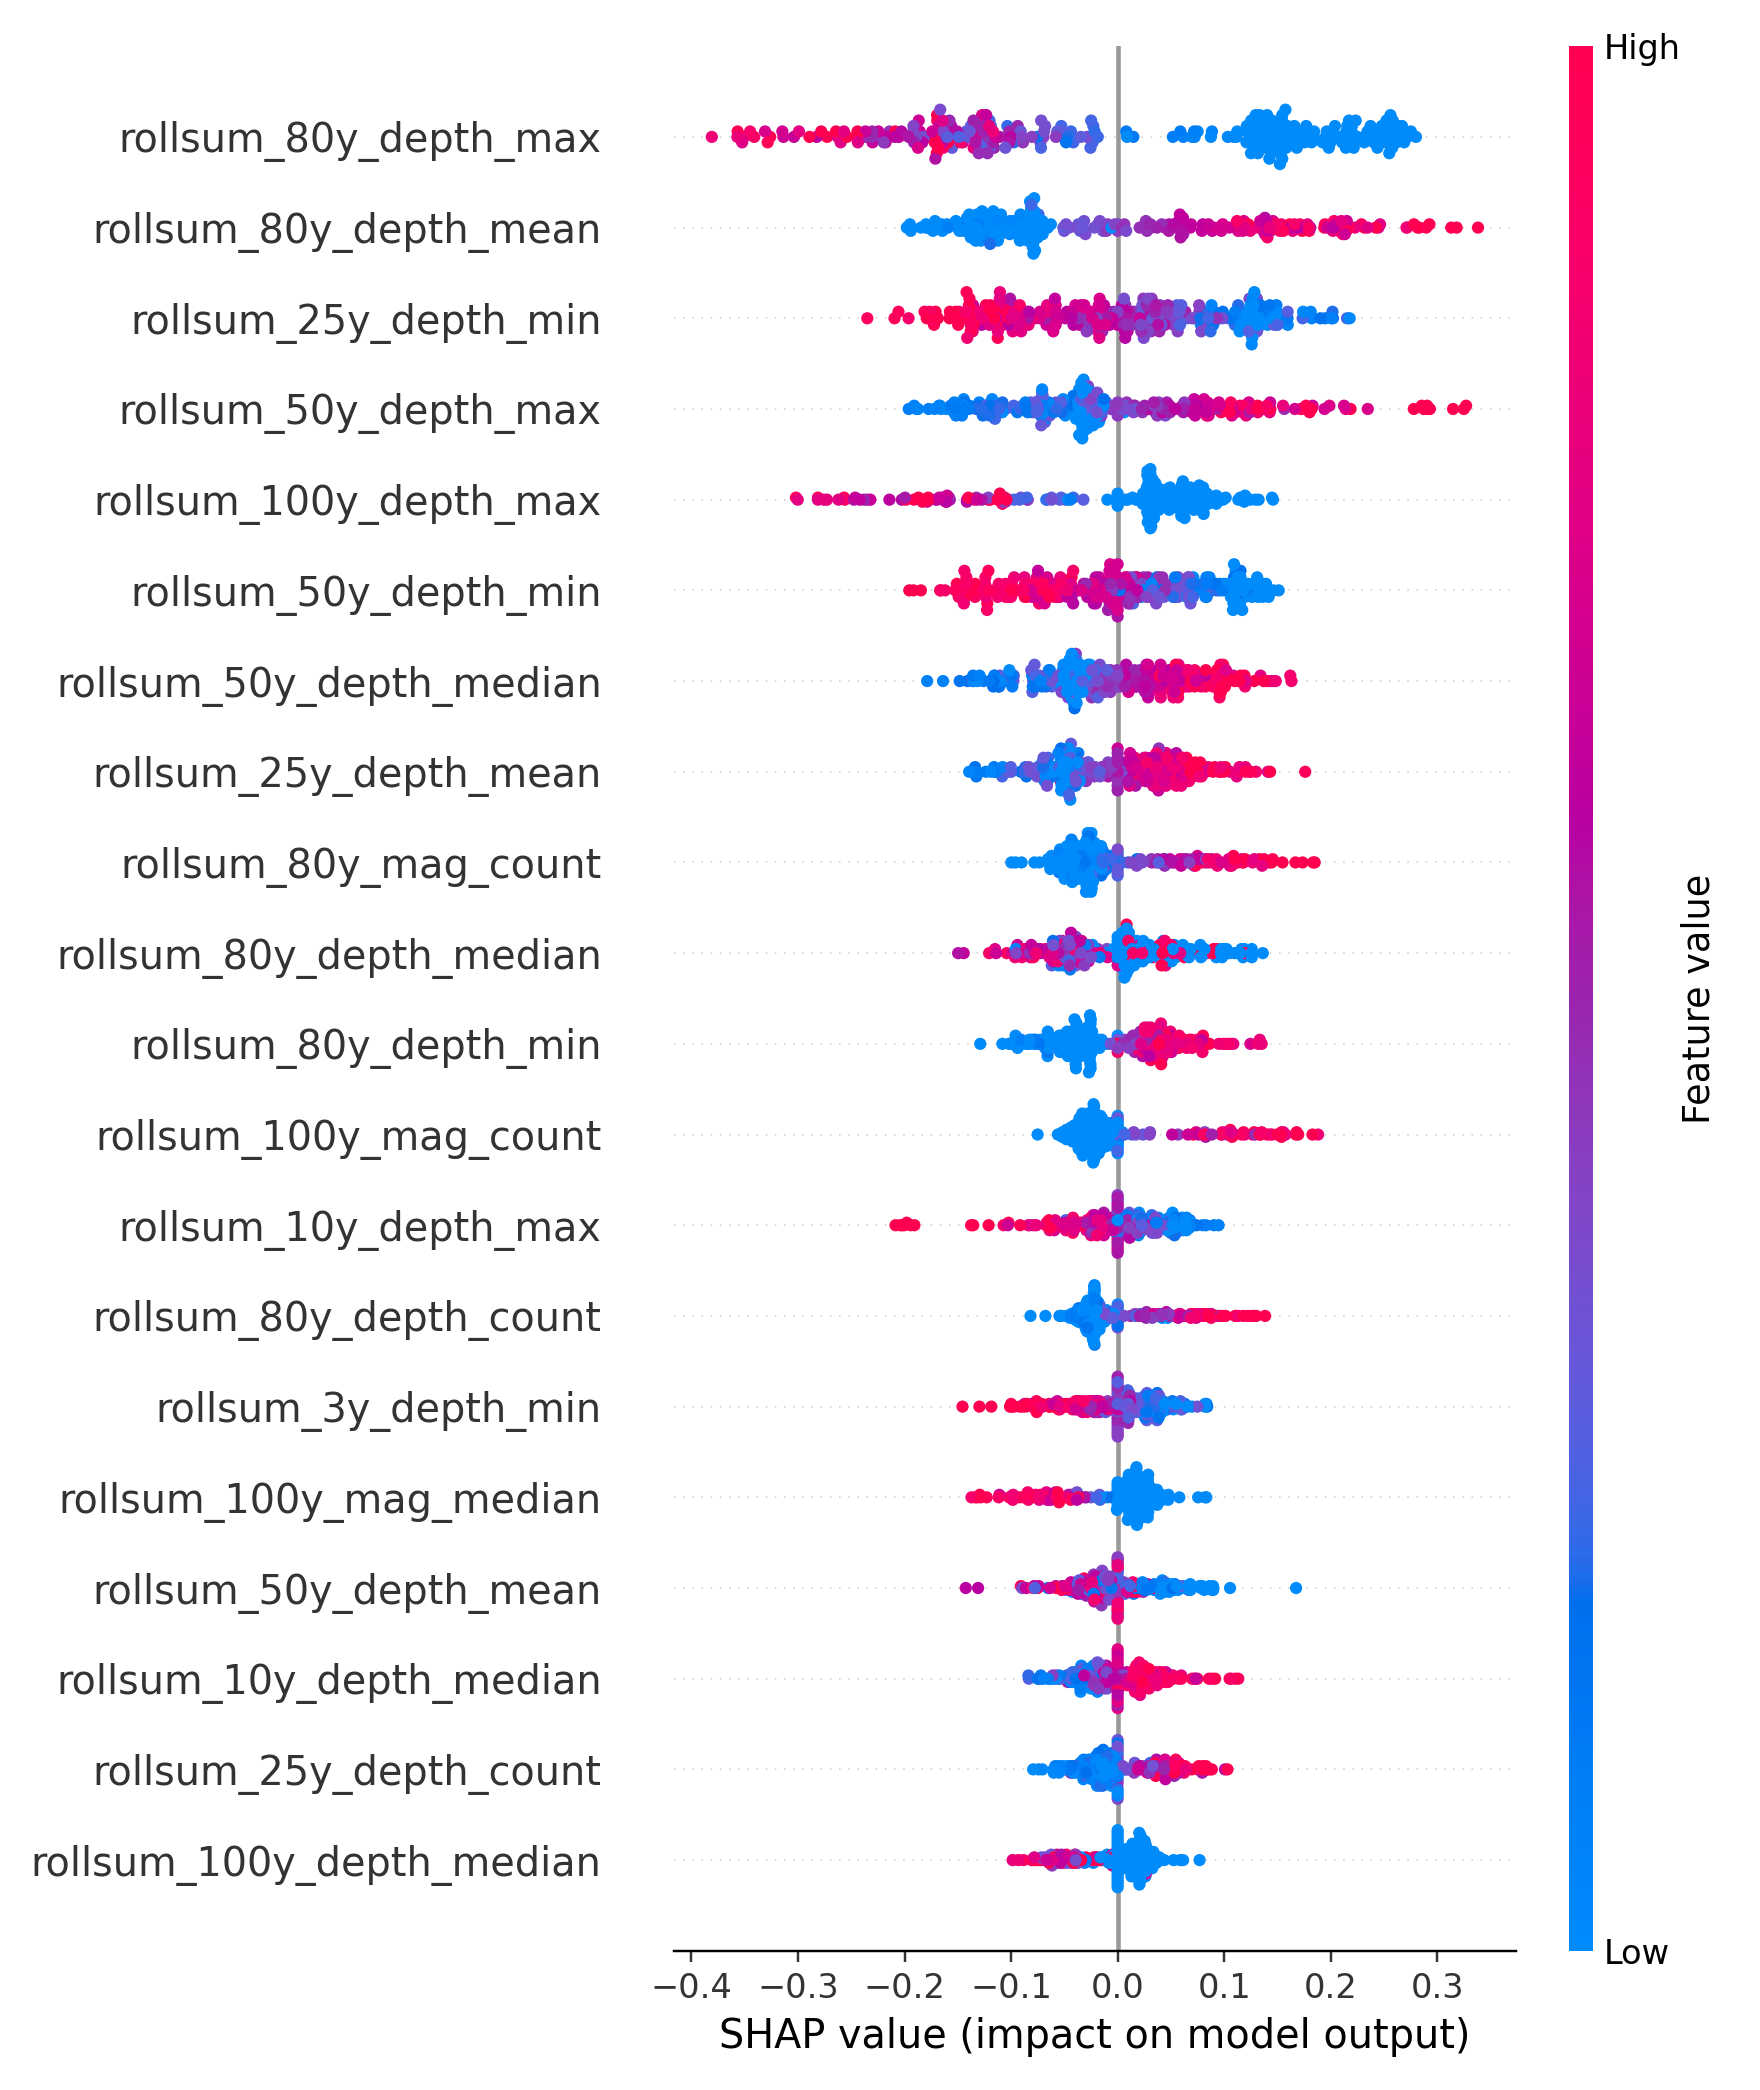 High
rollsum_80y_depth_max
rollsum_80y_depth_mean
rollsum_25y_depth_min
rollsum_50y_depth_max
rollsum_100y_depth_max
rollsum_50y_depth_min
rollsum_50y_depth_median
rollsum_25y_depth_mean
rollsum_80y_mag_count
rollsum_80y_depth_median
rollsum_80y_depth_min
rollsum_100y_mag_count
rollsum_10y_depth_max
rollsum_80y_depth_count
rollsum_3y_depth_min
rollsum_100y_mag_median
rollsum_50y_depth_mean
rollsum_10y_depth_median
rollsum_25y_depth_count
rollsum_100y_depth_median
Feature value
Low
−0.4 −0.3 −0.2 −0.1 0.0 0.1 0.2 0.3
SHAP value (impact on model output)